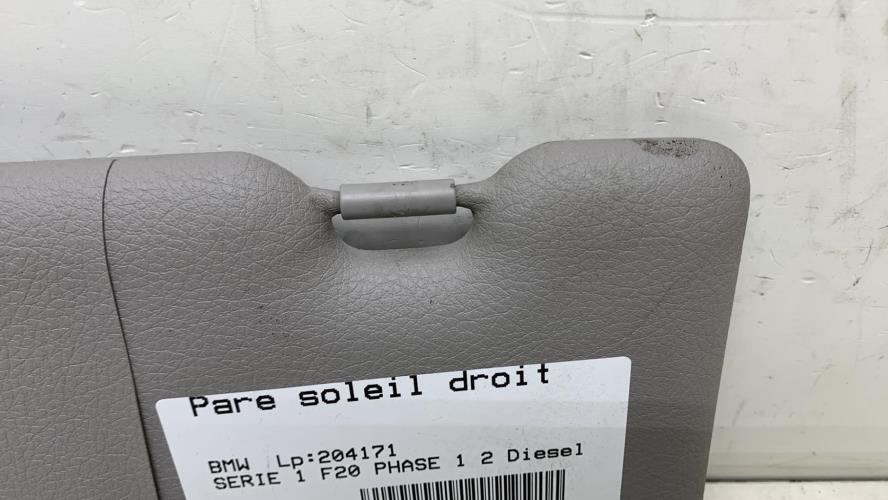 Pare soleil droit
BMW Lp:204171
SERIE 1 F20 PHASE 1 2 Diesel